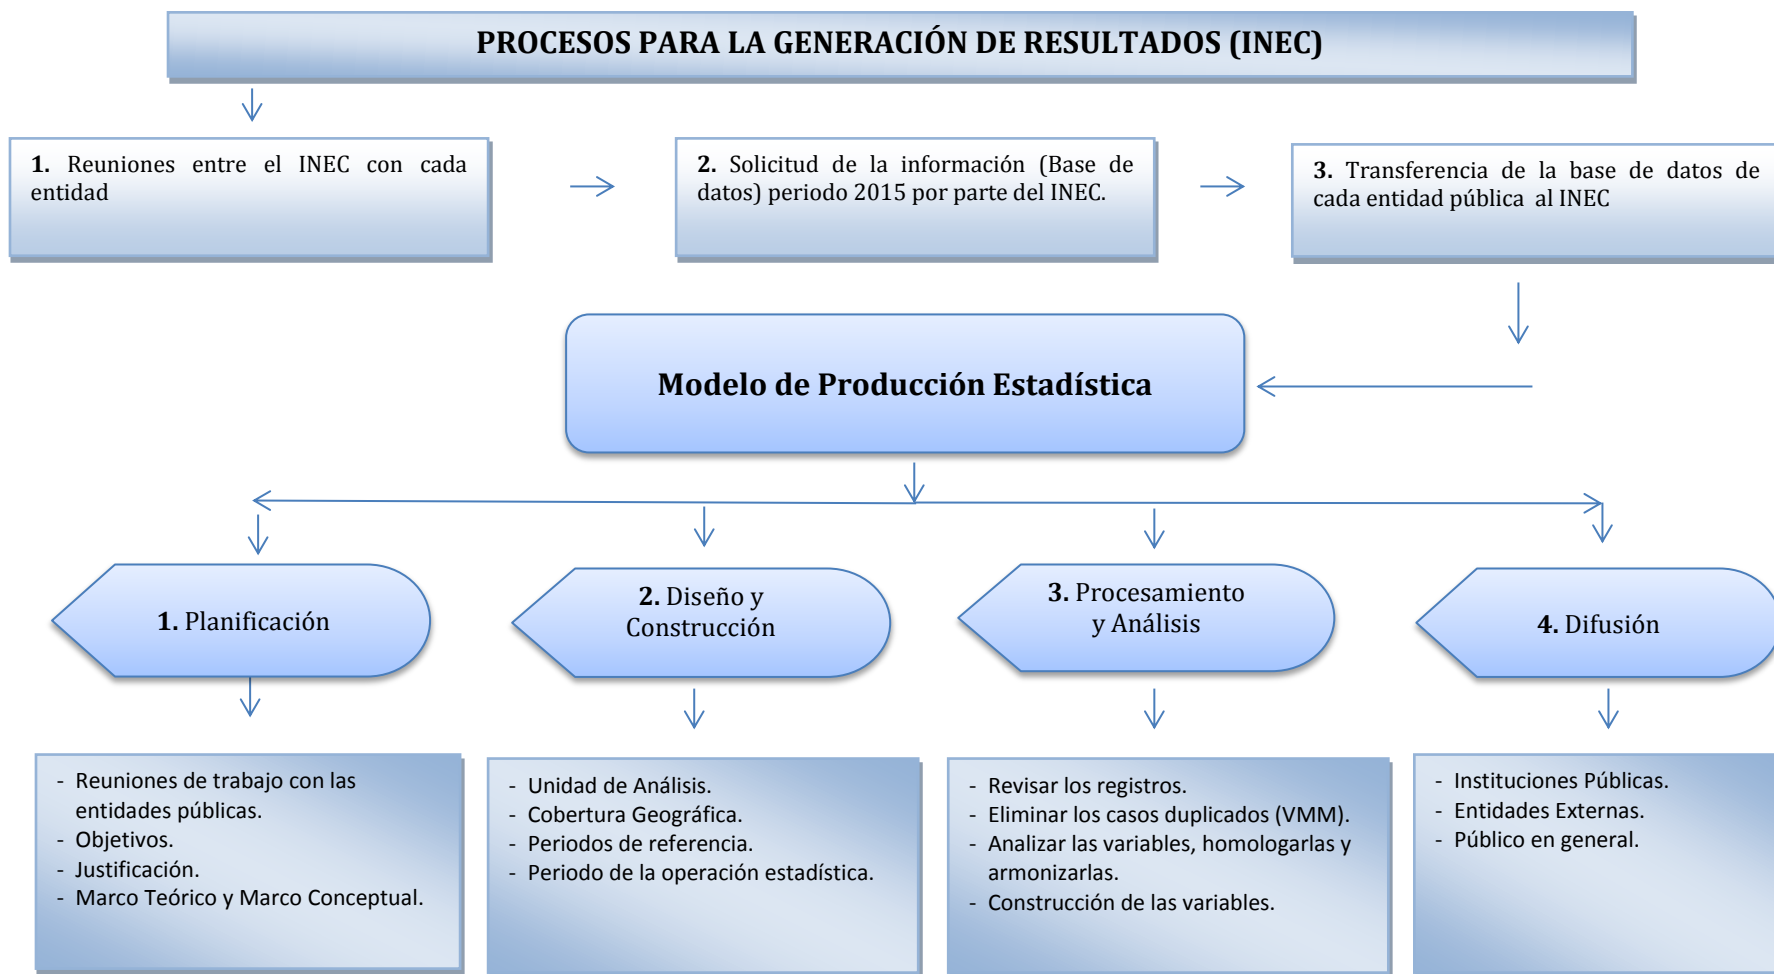 PROCESOS PARA LA GENERACIÓN DE RESULTADOS (INEC)
1. Reuniones entre el INEC con cada
entidad
2. Solicitud de la información (Base de
datos) periodo 2015 por parte del INEC.
3. Transferencia de la base de datos de
cada entidad pública al INEC
Modelo de Producción Estadística
1. Planificación
2. Diseño y
Construcción
3. Procesamiento
y Análisis
4. Difusión
- Reuniones de trabajo con las
entidades públicas.
- Objetivos.
- Justificación.
- Marco Teórico y Marco Conceptual.
- Unidad de Análisis.
- Cobertura Geográfica.
- Periodos de referencia.
- Periodo de la operación estadística.
- Revisar los registros.
- Eliminar los casos duplicados (VMM).
- Analizar las variables, homologarlas y
armonizarlas.
- Construcción de las variables.
- Instituciones Públicas.
- Entidades Externas.
- Público en general.